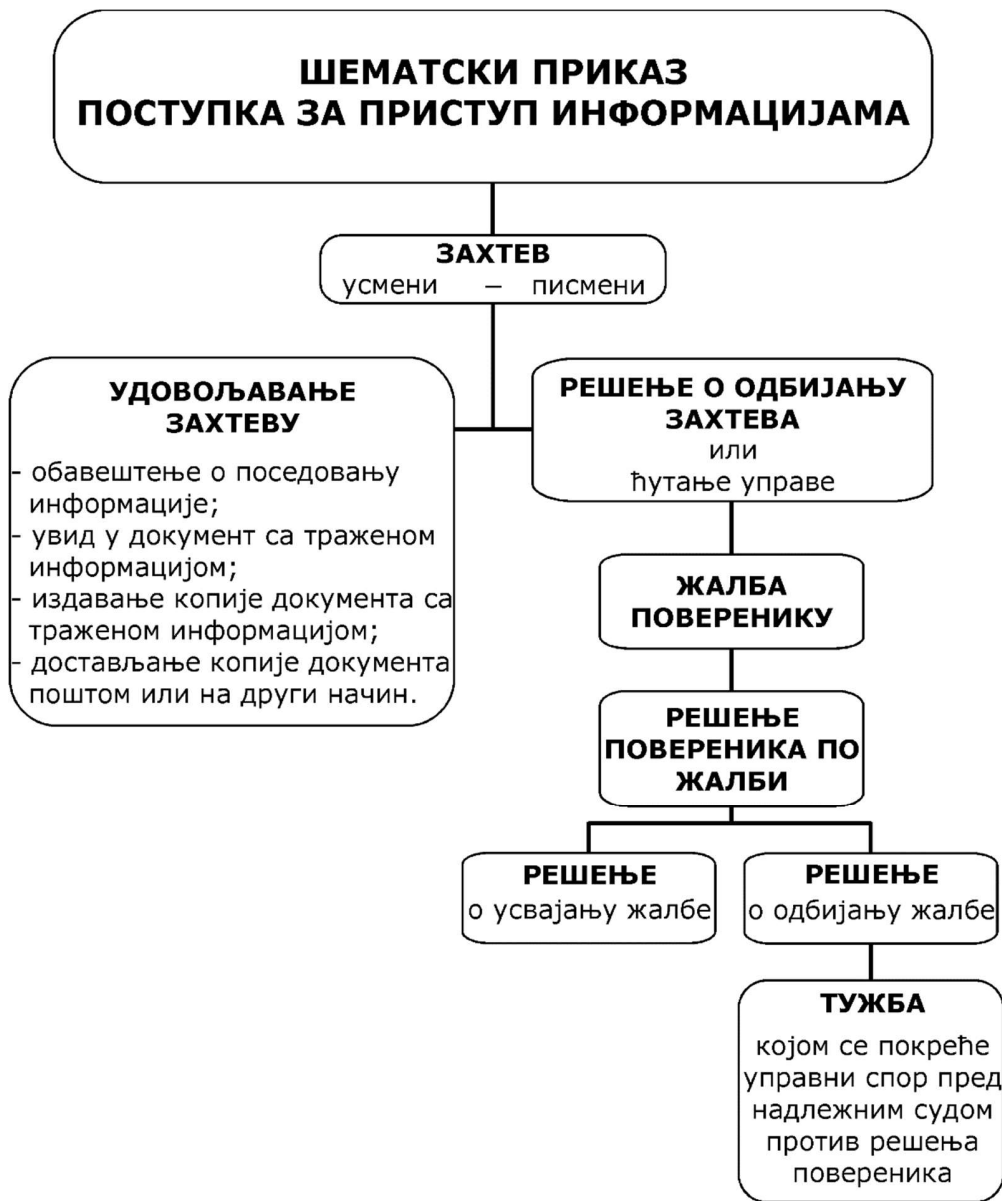 ШЕМАТСКИ ПРИКАЗ
ПОСТУПКА ЗА ПРИСТУП ИНФОРМАЦИЈАМА
ЗАХТЕВ
усмени – писмени
УДОВОЉАВАЊЕ
ЗАХТЕВУ
- обавештење о поседовању
информације;
- увид у документ са траженом
информацијом;
- издавање копије документа са
траженом информацијом;
- достављање копије документа
поштом или на други начин.
РЕШЕЊЕ О ОДБИЈАЊУ
ЗАХТЕВА
или
ћутање управе
ЖАЛБА
ПОВЕРЕНИКУ
РЕШЕЊЕ
ПОВЕРЕНИКА ПО
ЖАЛБИ
РЕШЕЊЕ
о усвајању жалбе
РЕШЕЊЕ
о одбијању жалбе
ТУЖБА
којом се покреће
управни спор пред
надлежним судом
против решења
повереника